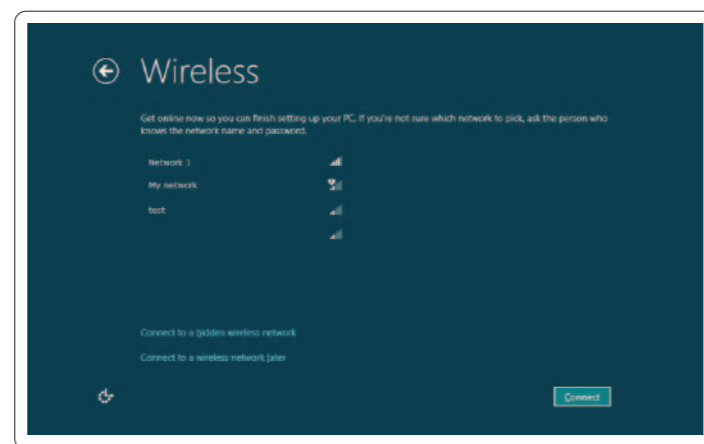 Wireless
Get online now so you can finish setting up your PC. If you're not sure which network to pick, ask the person who
knows the network name and password.
Network 1
My network
test
Connect to a hidden wireless network
Connect to a wireless network later
Connect